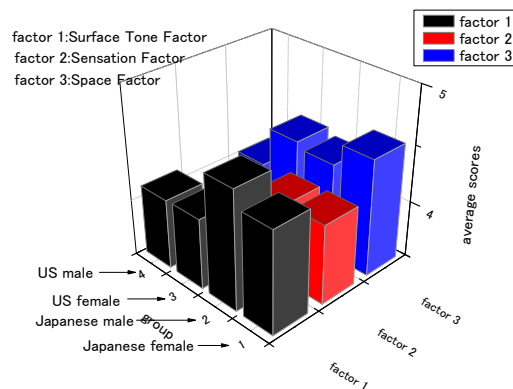 factor 1:Surface Tone Factor
factor 2:Sensation Factor
factor 3:Space Factor
factor 1
factor 2
factor 3
5
4
average scores
US male
US female
Japanese male
Japanese female
4
3
2
1
group
factor 1
factor 2
factor 3